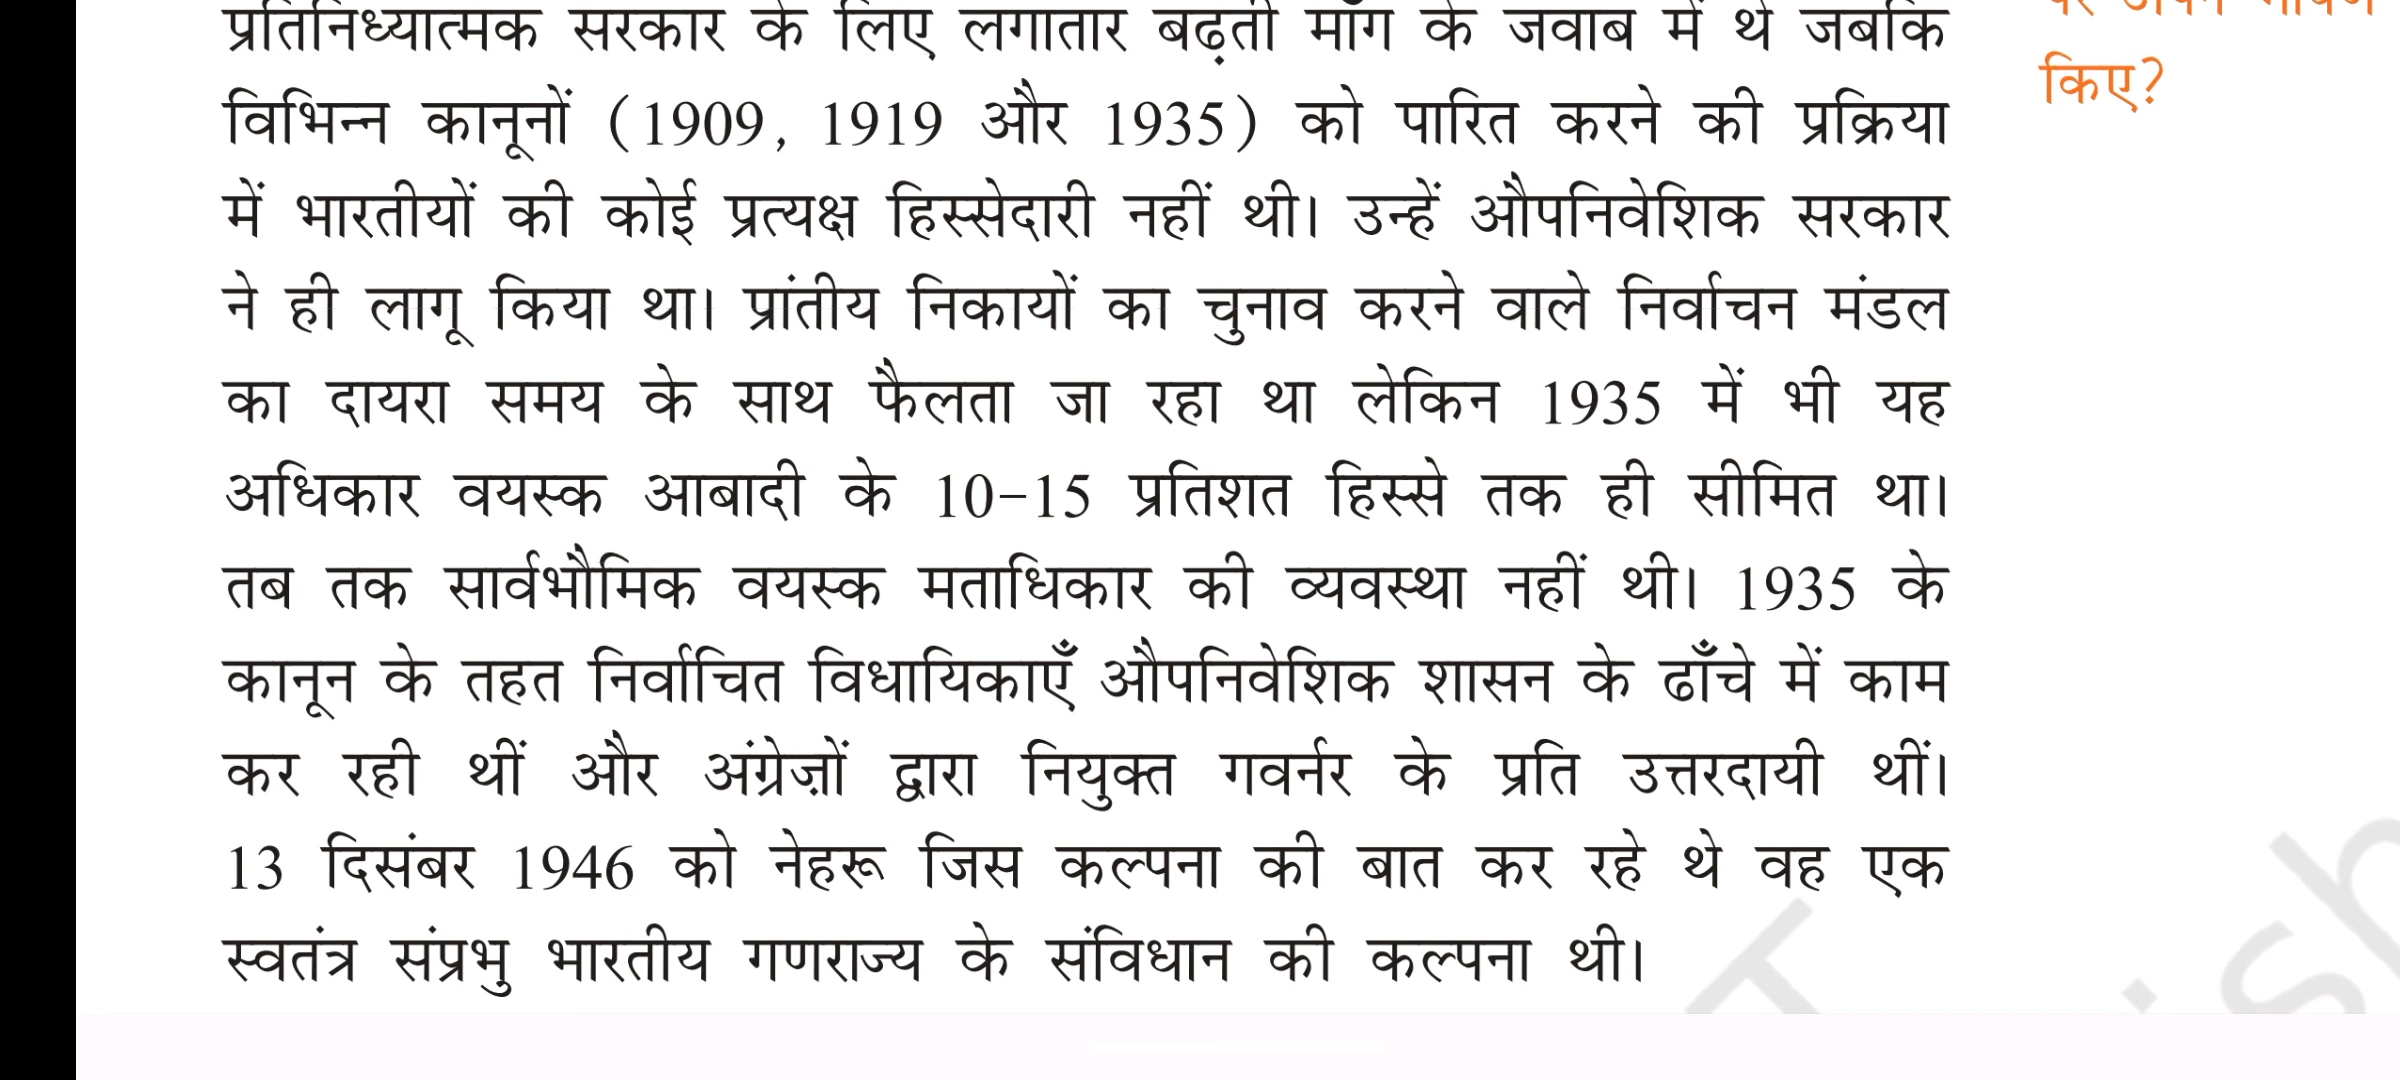 प्रतिनिध्यात्मक सरकार के लिए लगातार बढ़ती माँग के जवाब में थे जबकि
विभिन्न कानूनों (1909, 1919 और 1935) को पारित करने की प्रक्रिया
में भारतीयों की कोई प्रत्यक्ष हिस्सेदारी नहीं थी। उन्हें औपनिवेशिक सरकार
ने ही लागू किया था। प्रांतीय निकायों का चुनाव करने वाले निर्वाचन मंडल
का दायरा समय के साथ फैलता जा रहा था लेकिन 1935 में भी यह
अधिकार वयस्क आबादी के 10-15 प्रतिशत हिस्से तक ही सीमित था।
तब तक सार्वभौमिक वयस्क मताधिकार की व्यवस्था नहीं थी। 1935 के
कानून के तहत निर्वाचित विधायिकाएँ औपनिवेशिक शासन के ढाँचे में काम
कर रही थीं और अंग्रेज़ों द्वारा नियुक्त गवर्नर के प्रति उत्तरदायी थीं।
13 दिसंबर 1946 को नेहरू जिस कल्पना की बात कर रहे थे वह एक
स्वतंत्र संप्रभु भारतीय गणराज्य के संविधान की कल्पना थी।
किए?